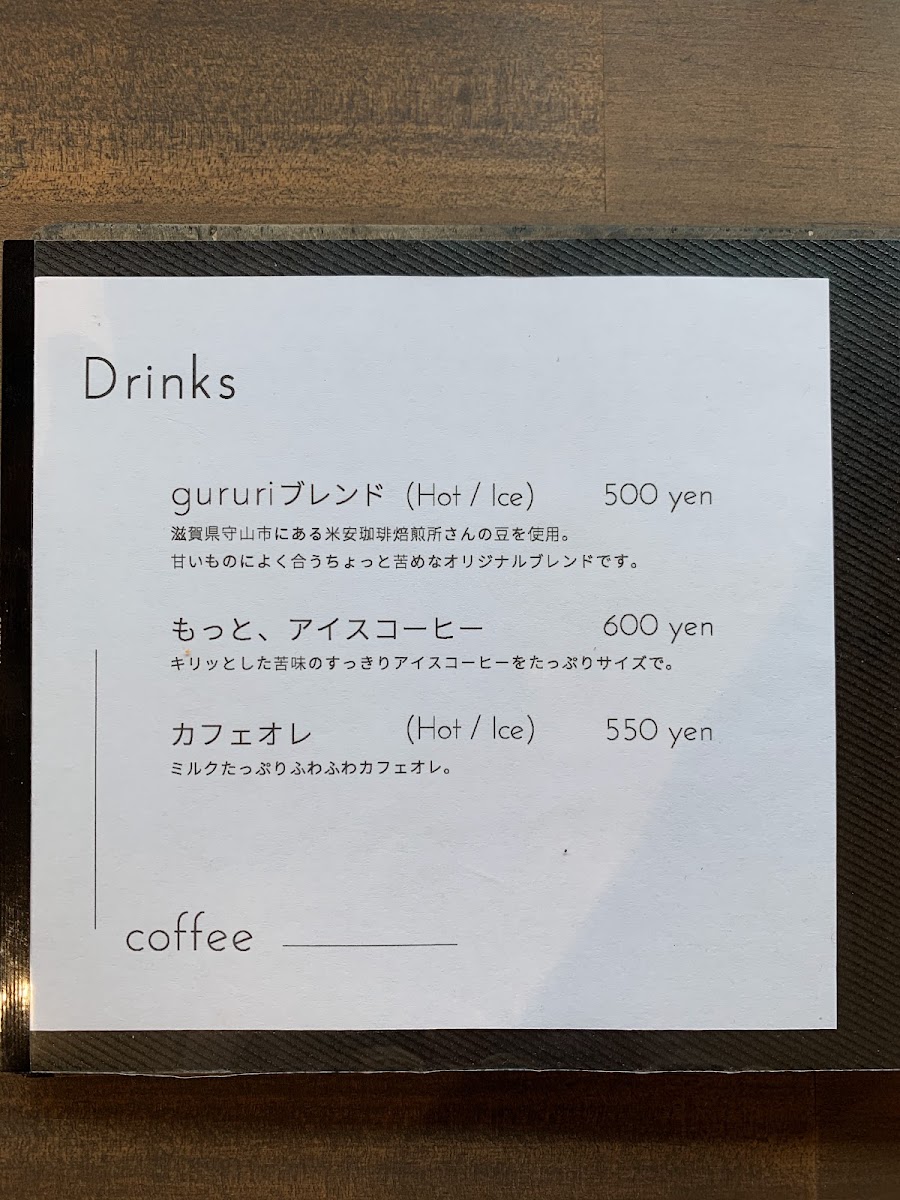 Drinks
gururiブレンド (Hot / Ice) 500 yen
滋賀県守山市にある米安珈琲焙煎所さんの豆を使用。
甘いものによく合うちょっと苦めなオリジナルブレンドです。
もっと、アイスコーヒー 600 yen
キリッとした苦味のすっきりアイスコーヒーをたっぷりサイズで。
カフェオレ (Hot / Ice) 550 yen
ミルクたっぷりふわふわカフェオレ。
coffee